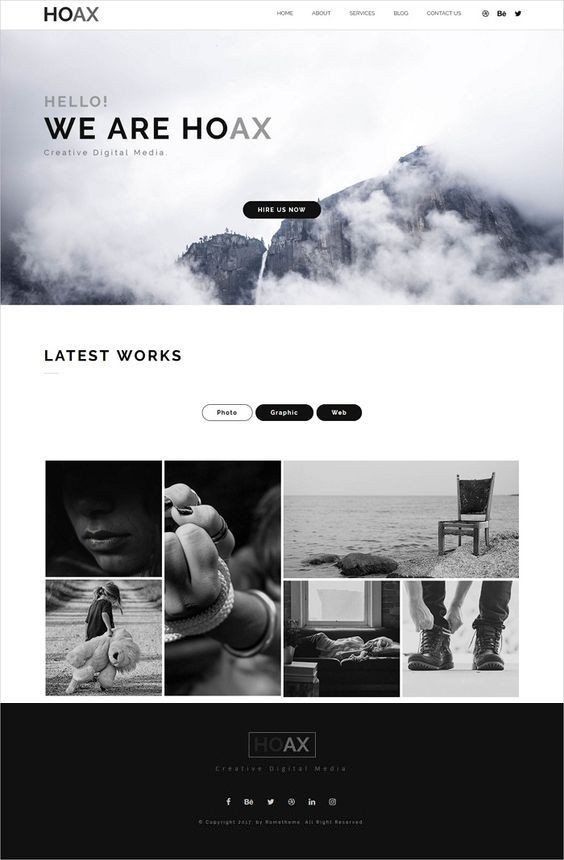 HOAX
HOME ABOUT SERVICES BLOG CONTACT US Bē
HELLO!
WE ARE HOAX
Creative Digital Media.
HIRE US NOW
LATEST WORKS
Photo Graphic Web
HOAX
Creative Digital Media
Bē
© Copyright 2017, by Rometheme. All Right Reserved